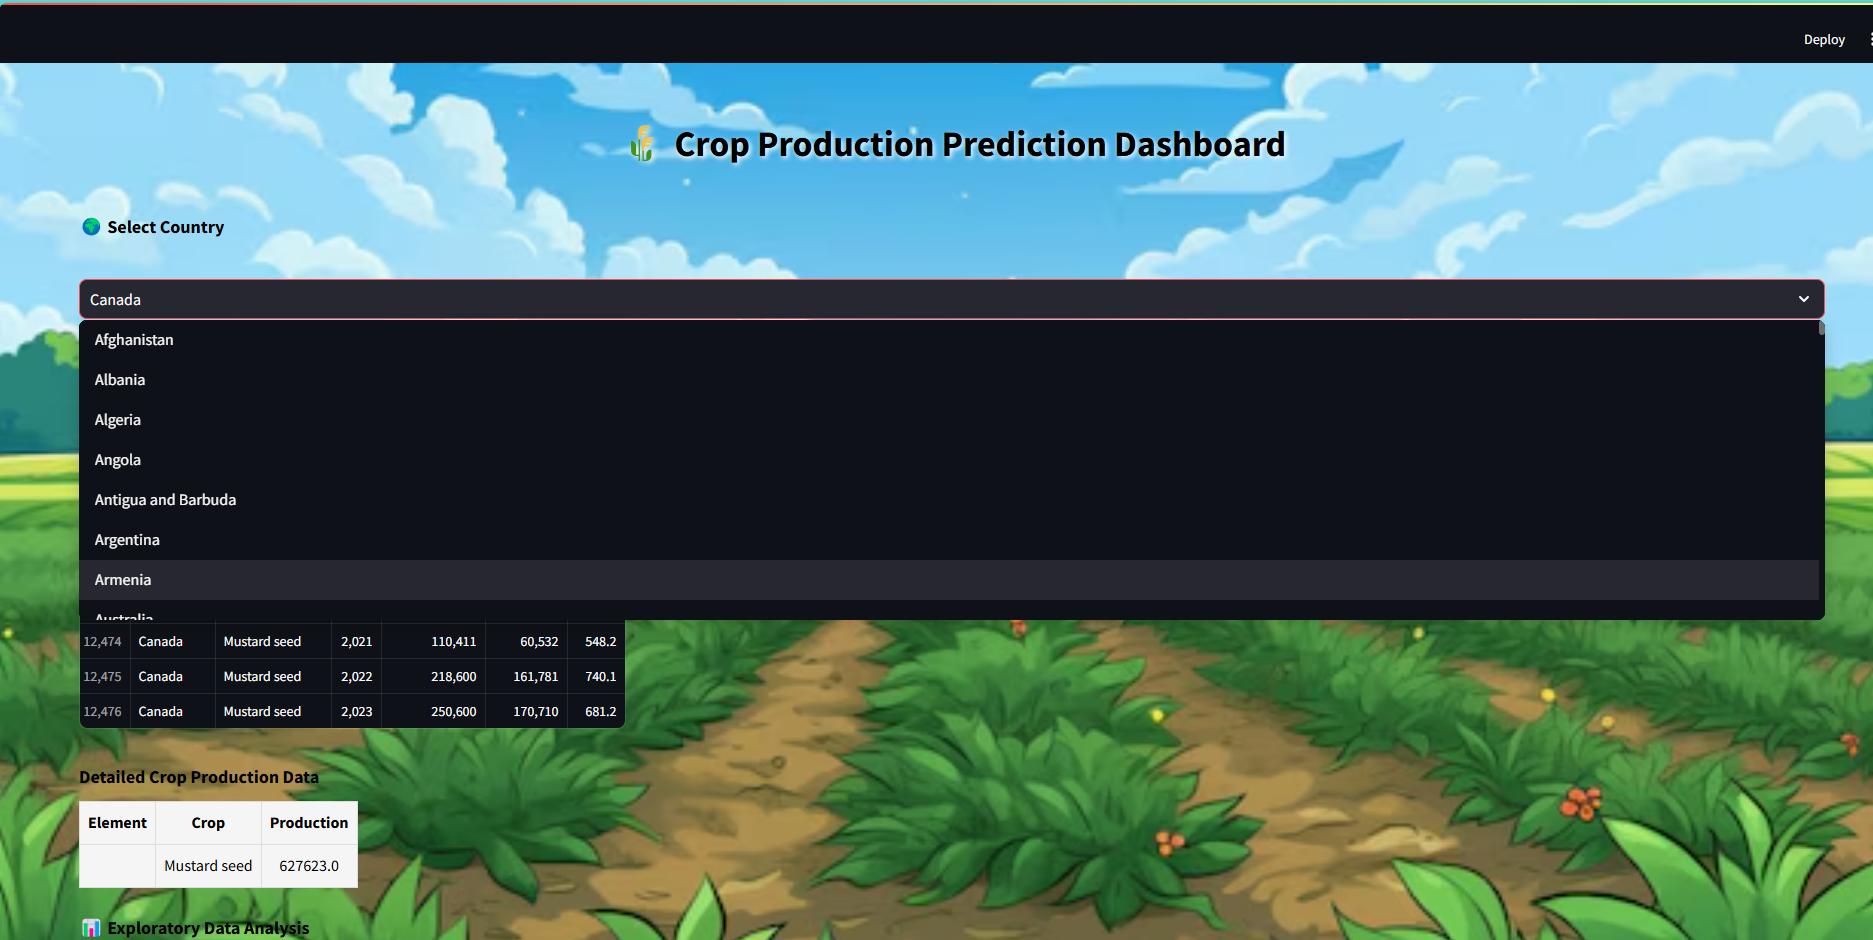 Deploy
🌾 Crop Production Prediction Dashboard
🌍 Select Country
Canada
Afghanistan
Albania
Algeria
Angola
Antigua and Barbuda
Argentina
Armenia
Australia
12,474 Canada Mustard seed 2,021 110,411 60,532 548.2
12,475 Canada Mustard seed 2,022 218,600 161,781 740.1
12,476 Canada Mustard seed 2,023 250,600 170,710 681.2
Detailed Crop Production Data
Element Crop Production
Mustard seed 627623.0
📊 Exploratory Data Analysis